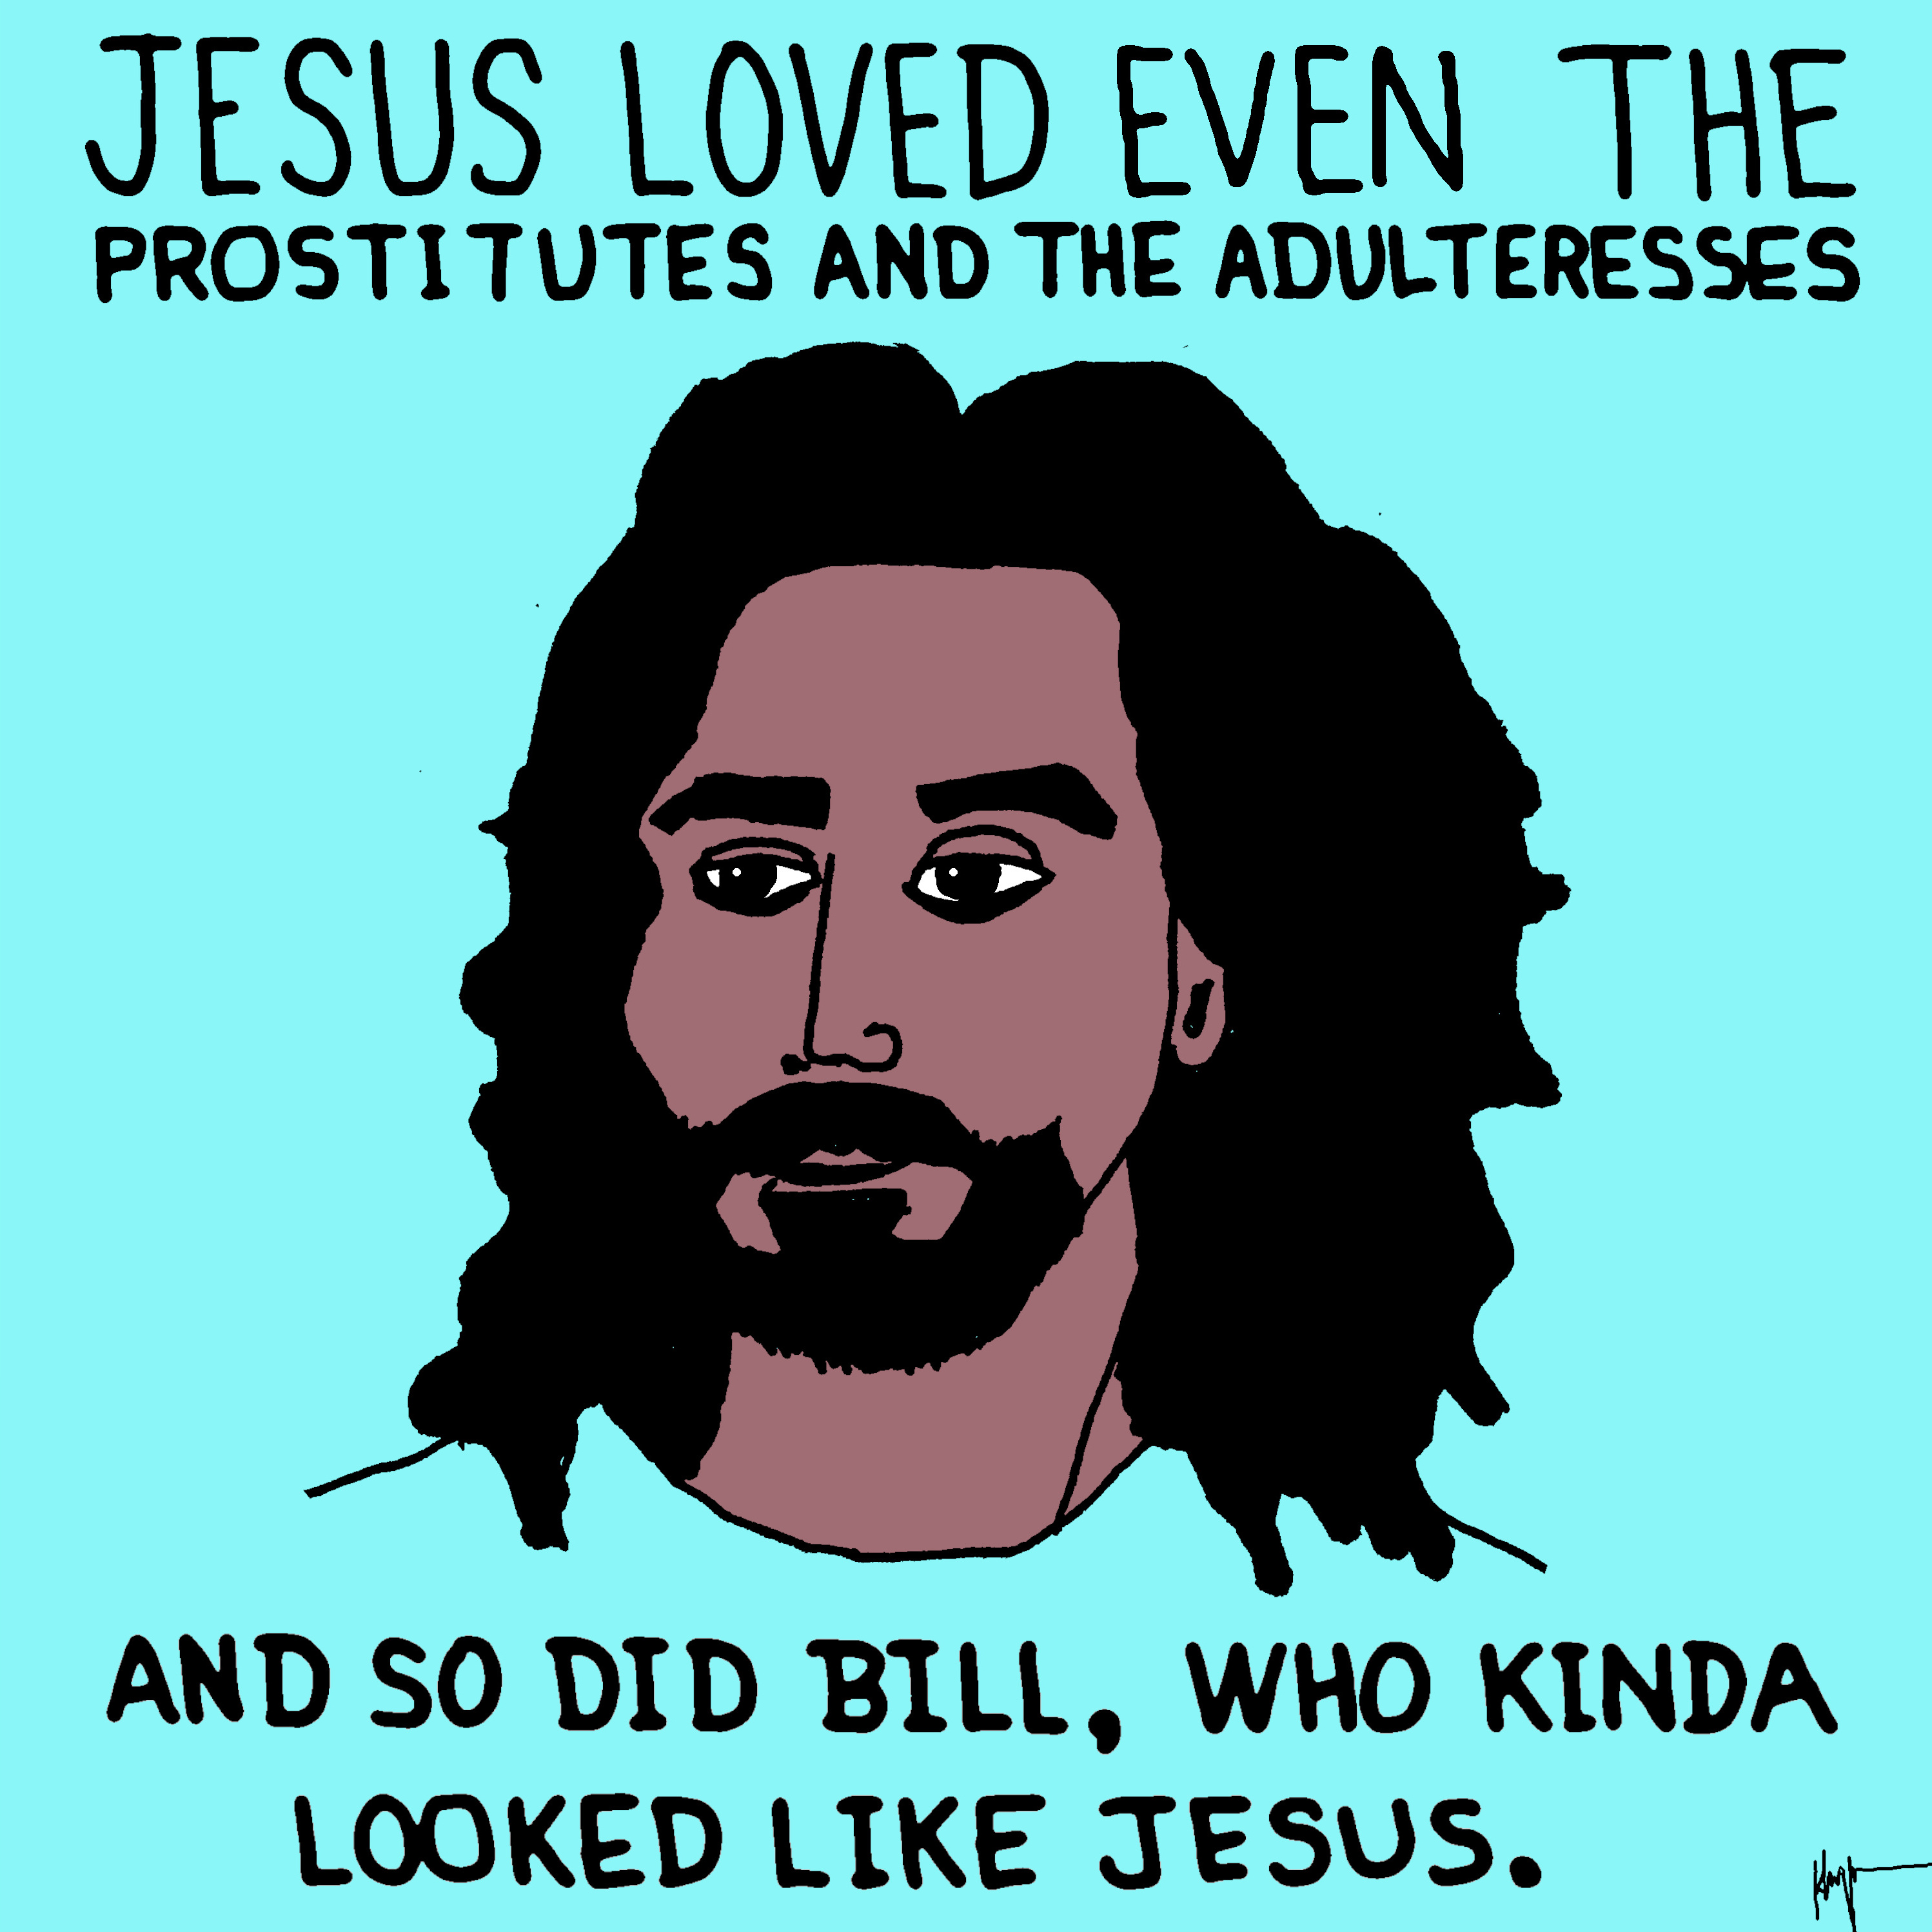 JESUS LOVED EVEN THE
PROSTITUTES AND THE ADULTERESSES
AND SO DID BILL, WHO KINDA
LOOKED LIKE JESUS.